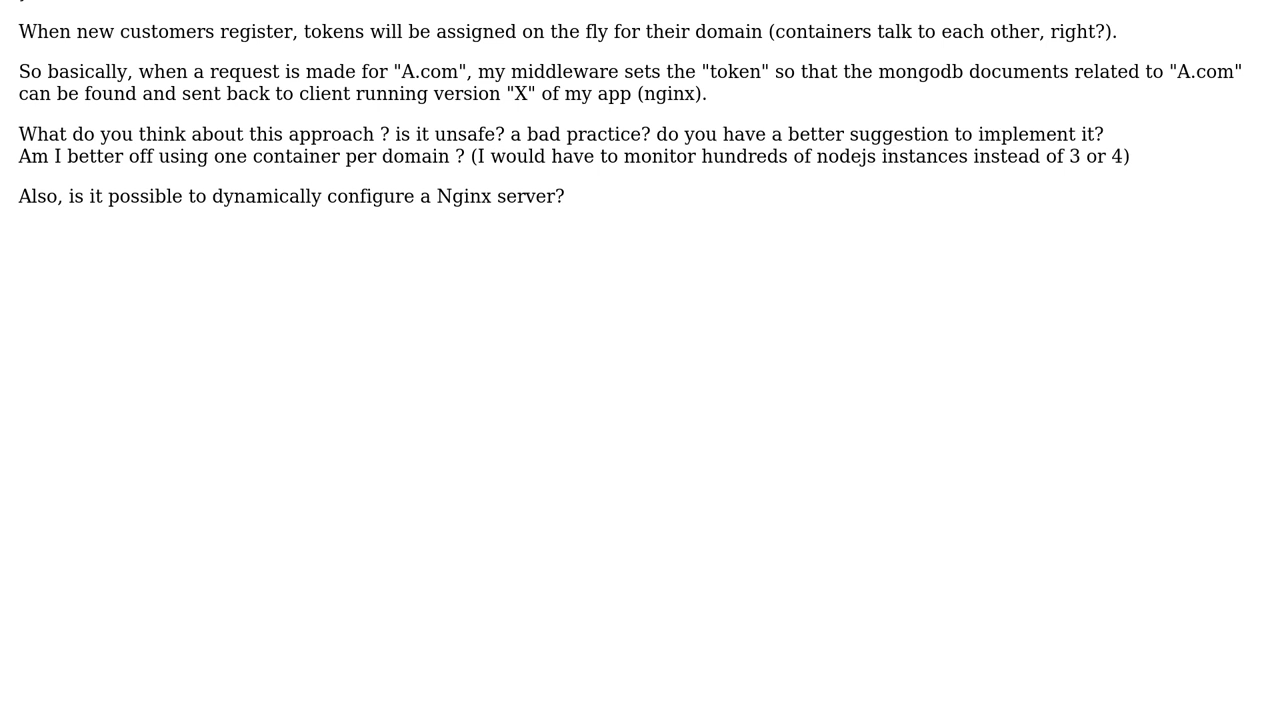 When new customers register, tokens will be assigned on the fly for their domain (containers talk to each other, right?).
So basically, when a request is made for "A.com", my middleware sets the "token" so that the mongodb documents related to "A.com"
can be found and sent back to client running version "X" of my app (nginx).
What do you think about this approach ? is it unsafe? a bad practice? do you have a better suggestion to implement it?
Am I better off using one container per domain ? (I would have to monitor hundreds of nodejs instances instead of 3 or 4)
Also, is it possible to dynamically configure a Nginx server?